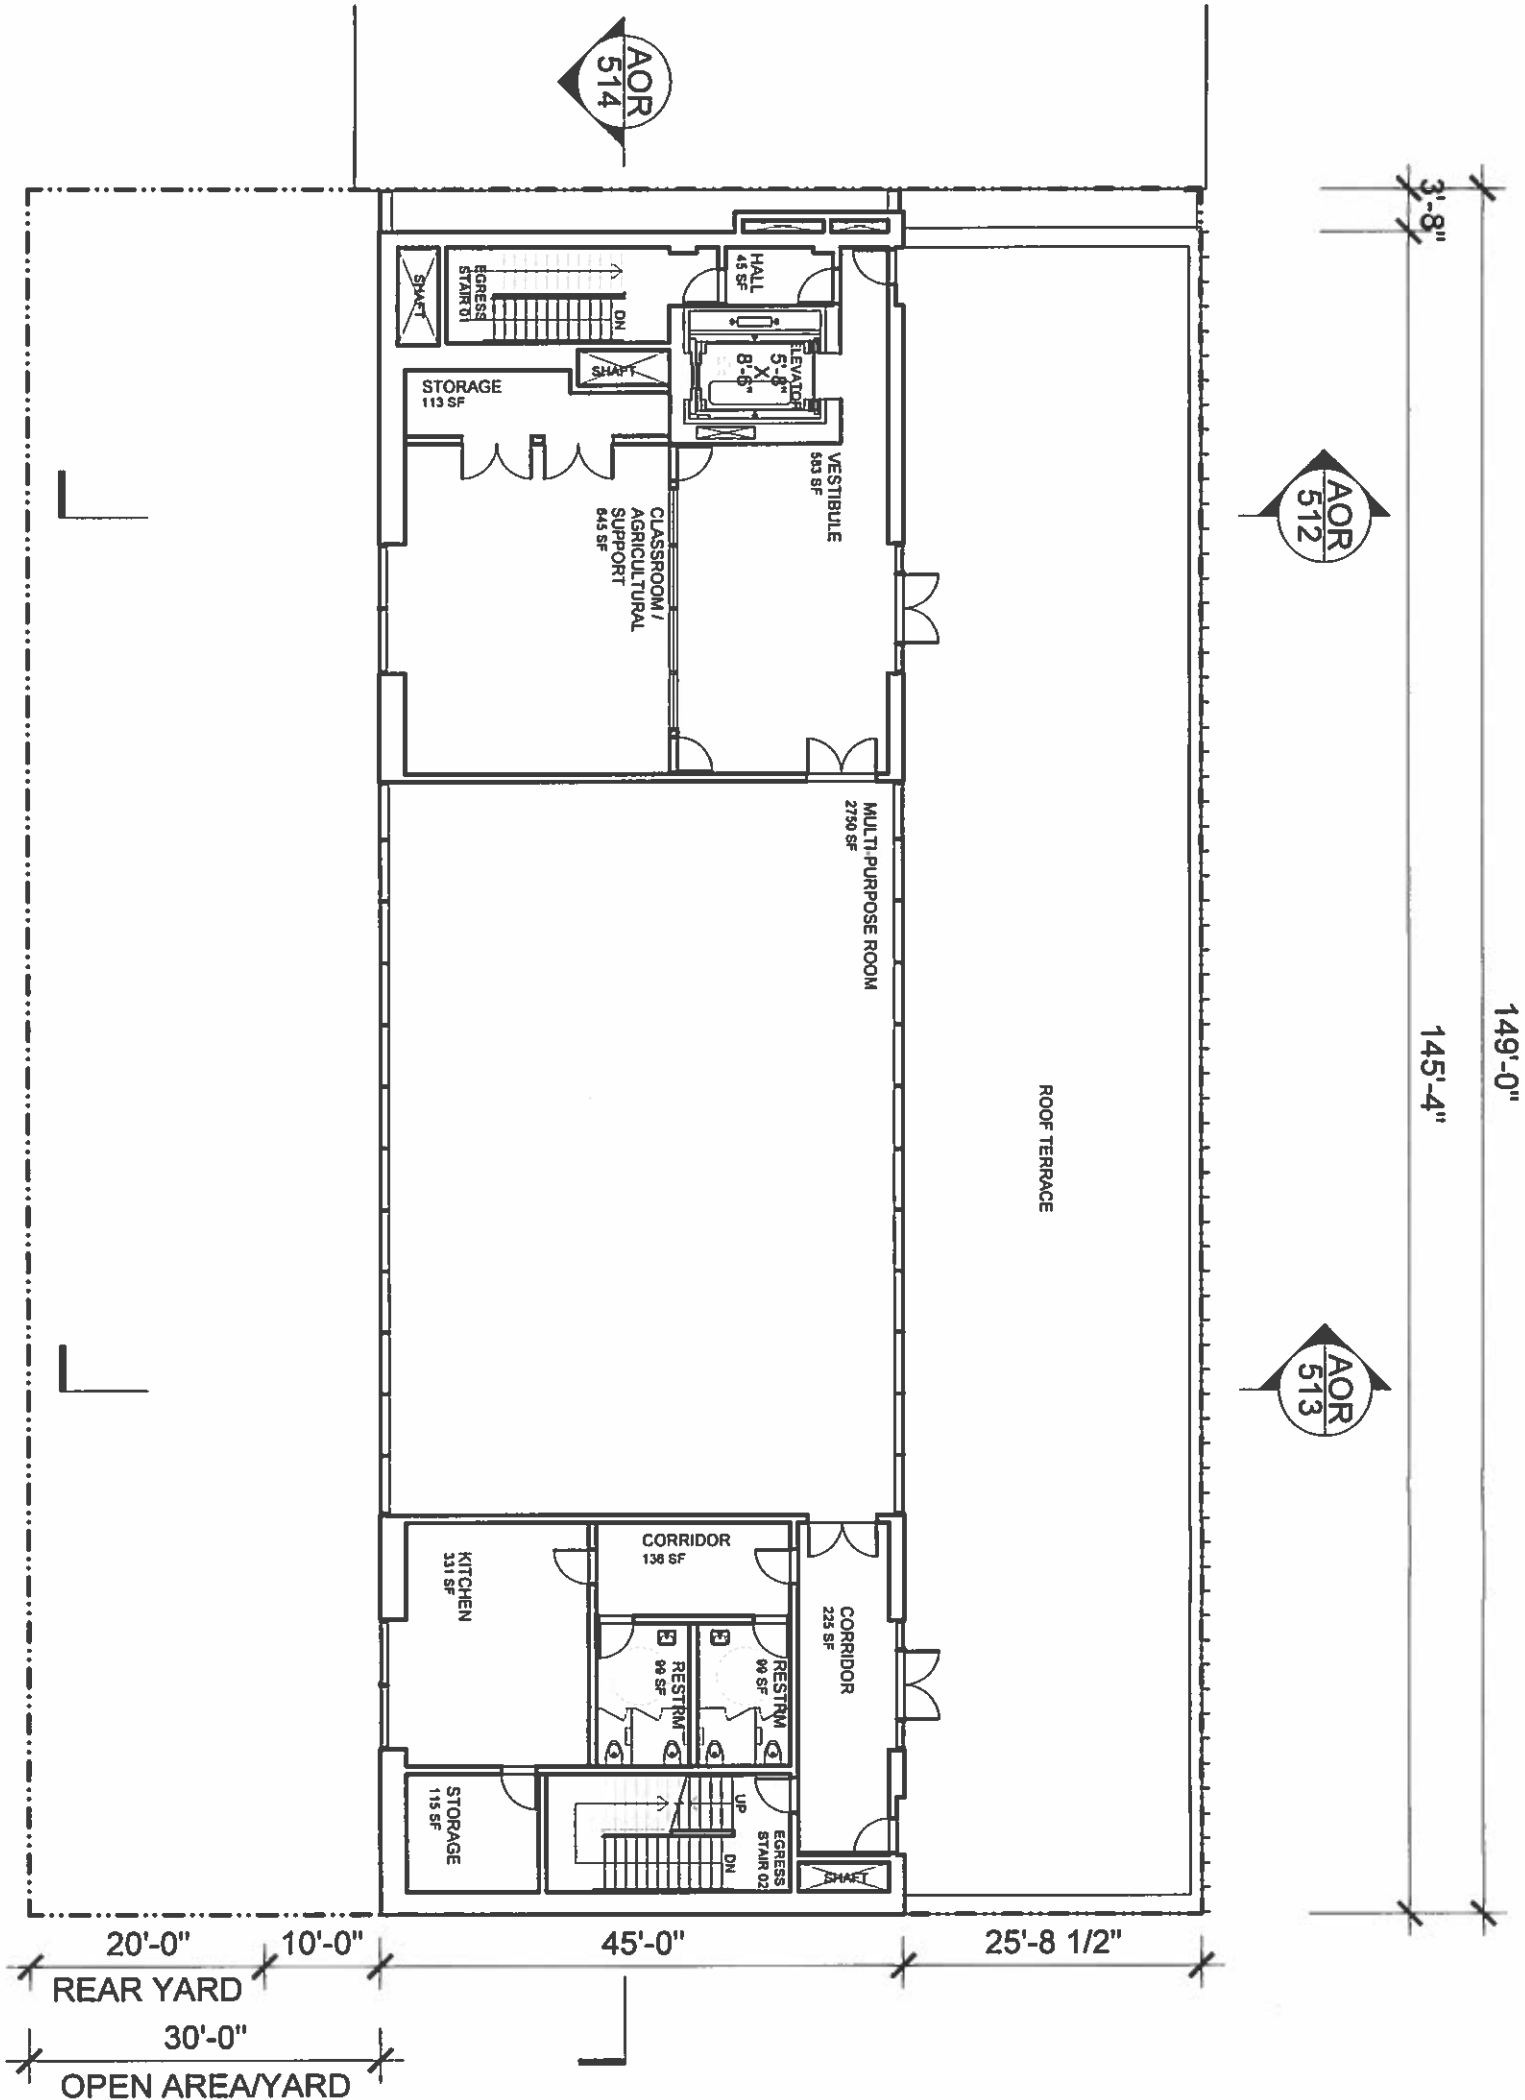 AOR
514
3'-8"
149'-0"
145'-4"
HALL
45 SF
SHAFT
EGRESS
STAIR 01
DN
ELEVATOR
5'-8"
X
8'-6"
SHAFT
STORAGE
113 SF
VESTIBULE
583 SF
AOR
512
CLASSROOM /
AGRICULTURAL
SUPPORT
645 SF
MULTI-PURPOSE ROOM
2750 SF
ROOF TERRACE
AOR
513
CORRIDOR
136 SF
KITCHEN
331 SF
CORRIDOR
225 SF
RESTRM
99 SF
RESTRM
99 SF
STORAGE
115 SF
UP
DN
EGRESS
STAIR 02
SHAFT
20'-0"
10'-0"
45'-0"
25'-8 1/2"
REAR YARD
30'-0"
OPEN AREA/YARD